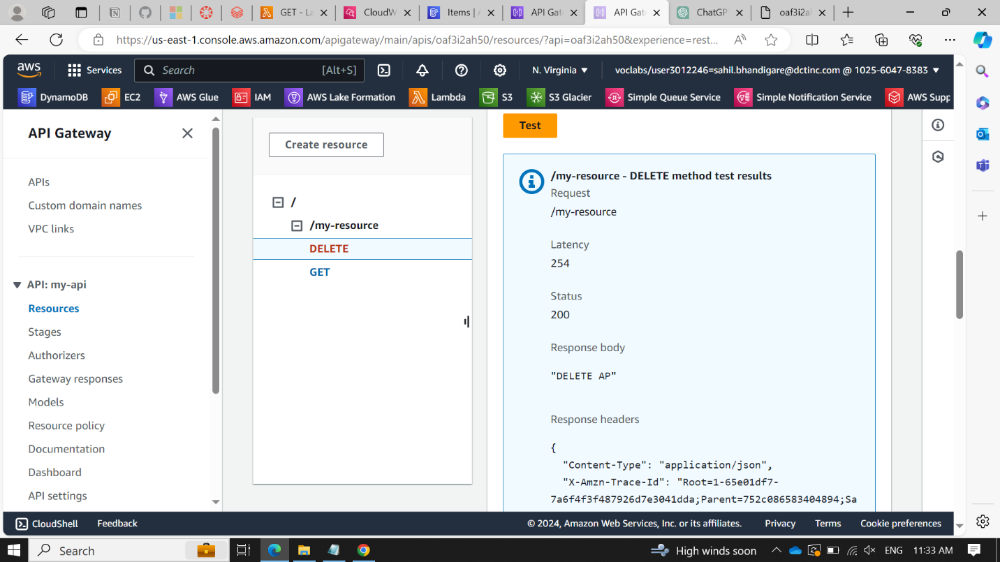 GET - La
CloudW
Items | A
API Gat
API Gat
ChatGP
oaf3i2al
https://us-east-1.console.aws.amazon.com/apigateway/main/apis/oaf3i2ah50/resources/?api=oaf3i2ah50&experience=rest...
aws
Services
Search
[Alt+S]
N. Virginia
voclabs/user3012246=sahil.bhandigare@dctinc.com @ 1025-6047-8383
DynamoDB
EC2
AWS Glue
IAM
AWS Lake Formation
Lambda
S3
S3 Glacier
Simple Queue Service
Simple Notification Service
AWS Supp
API Gateway
APIs
Custom domain names
VPC links
API: my-api
Resources
Stages
Authorizers
Gateway responses
Models
Resource policy
Documentation
Dashboard
API settings
Create resource
/
/my-resource
DELETE
GET
Test
/my-resource - DELETE method test results
Request
/my-resource
Latency
254
Status
200
Response body
"DELETE AP"
Response headers
{
"Content-Type": "application/json",
"X-Amzn-Trace-Id": "Root=1-65e01df7-
7a6f4f3f487926d7e3041dda;Parent=752c086583404894;Sa
CloudShell
Feedback
© 2024, Amazon Web Services, Inc. or its affiliates.
Privacy
Terms
Cookie preferences
Search
High winds soon
ENG
11:33 AM